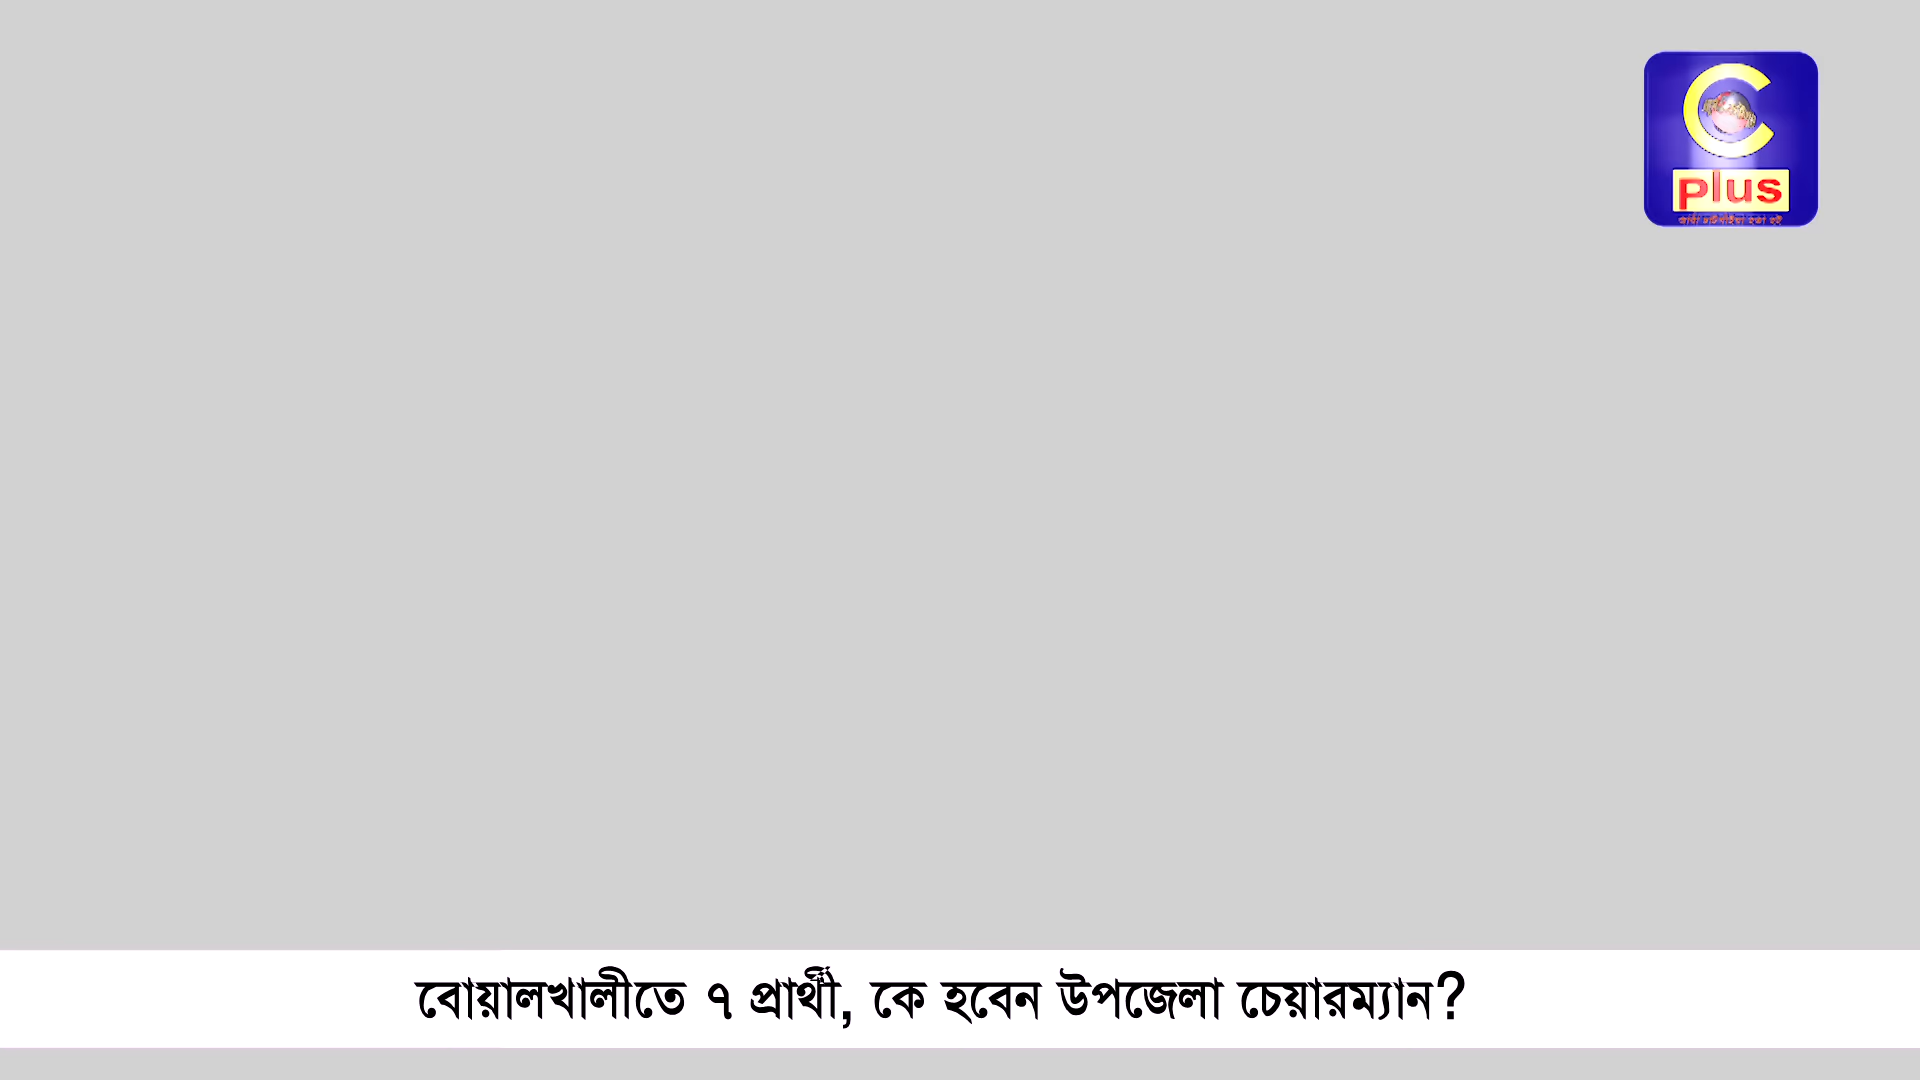 C
plus
বোয়ালখালীতে ৭ প্রার্থী, কে হবেন উপজেলা চেয়ারম্যান?